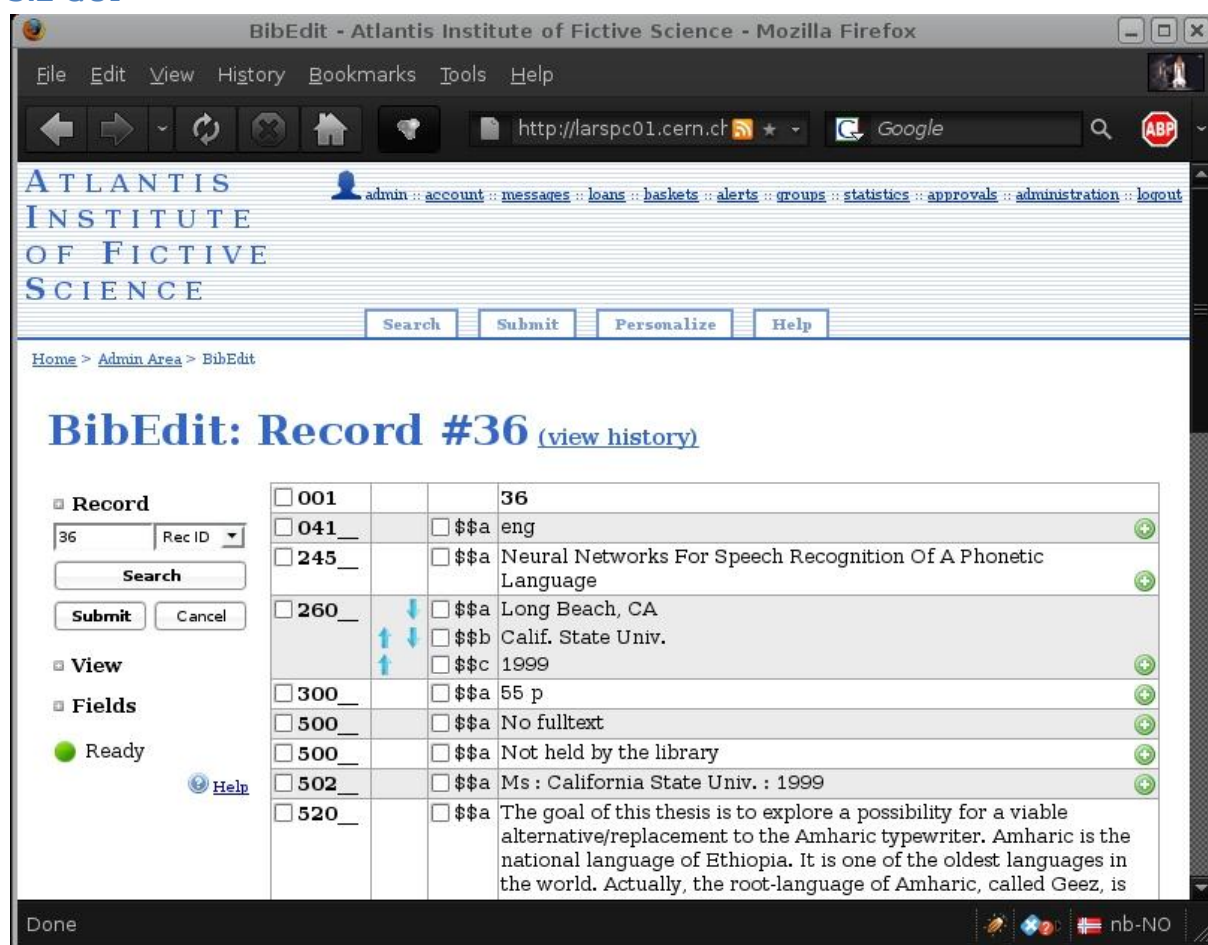 BibEdit - Atlantis Institute of Fictive Science - Mozilla Firefox
File Edit View History Bookmarks Tools Help
http://larspc01.cern.ch Google ABP
ATLANTIS
INSTITUTE
OF FICTIVE
SCIENCE
admin :: account :: messages :: loans :: baskets :: alerts :: groups :: statistics :: approvals :: administration :: logout
Search Submit Personalize Help
Home > Admin Area > BibEdit
BibEdit: Record #36 (view history)
Record
36 Rec ID
Search
Submit Cancel
View
Fields
Ready
Help
001 36
041__ $$a eng
245__ $$a Neural Networks For Speech Recognition Of A Phonetic
Language
260__ $$a Long Beach, CA
$$b Calif. State Univ.
$$c 1999
300__ $$a 55 p
500__ $$a No fulltext
500__ $$a Not held by the library
502__ $$a Ms : California State Univ. : 1999
520__ $$a The goal of this thesis is to explore a possibility for a viable
alternative/replacement to the Amharic typewriter. Amharic is the
national language of Ethiopia. It is one of the oldest languages in
the world. Actually, the root-language of Amharic, called Geez, is
Done nb-NO